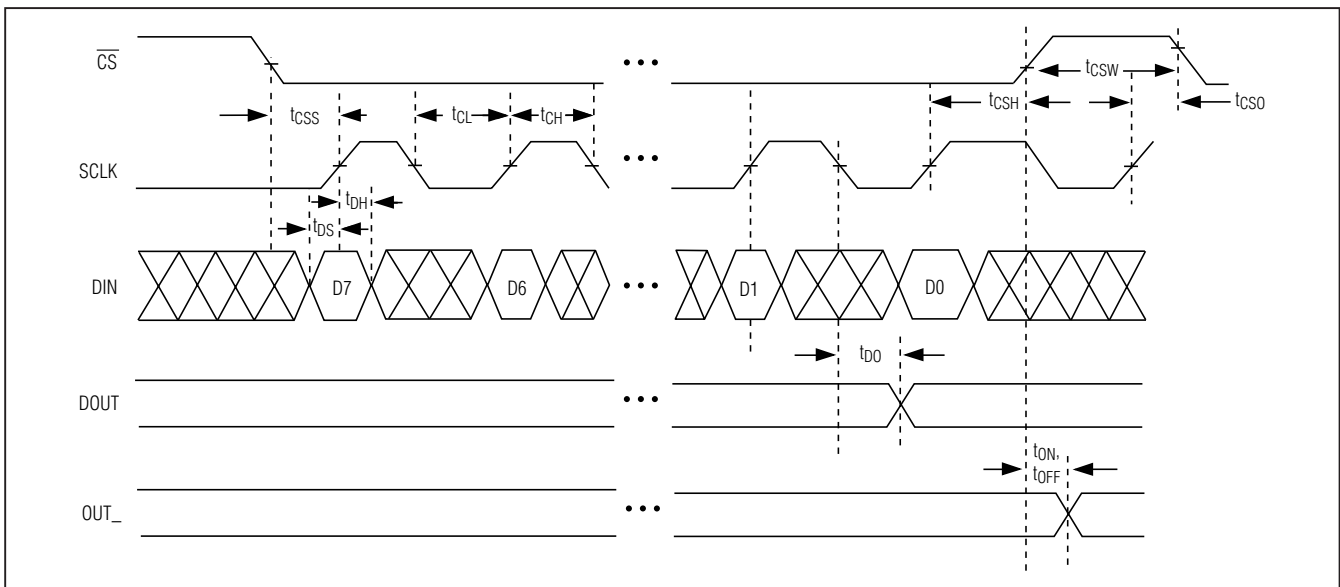 CS
tCSW
tCSS
tCL
tCH
tCSH
tCSO
SCLK
tDH
tDS
DIN
D7
D6
D1
D0
tDO
DOUT
tON,
tOFF
OUT_